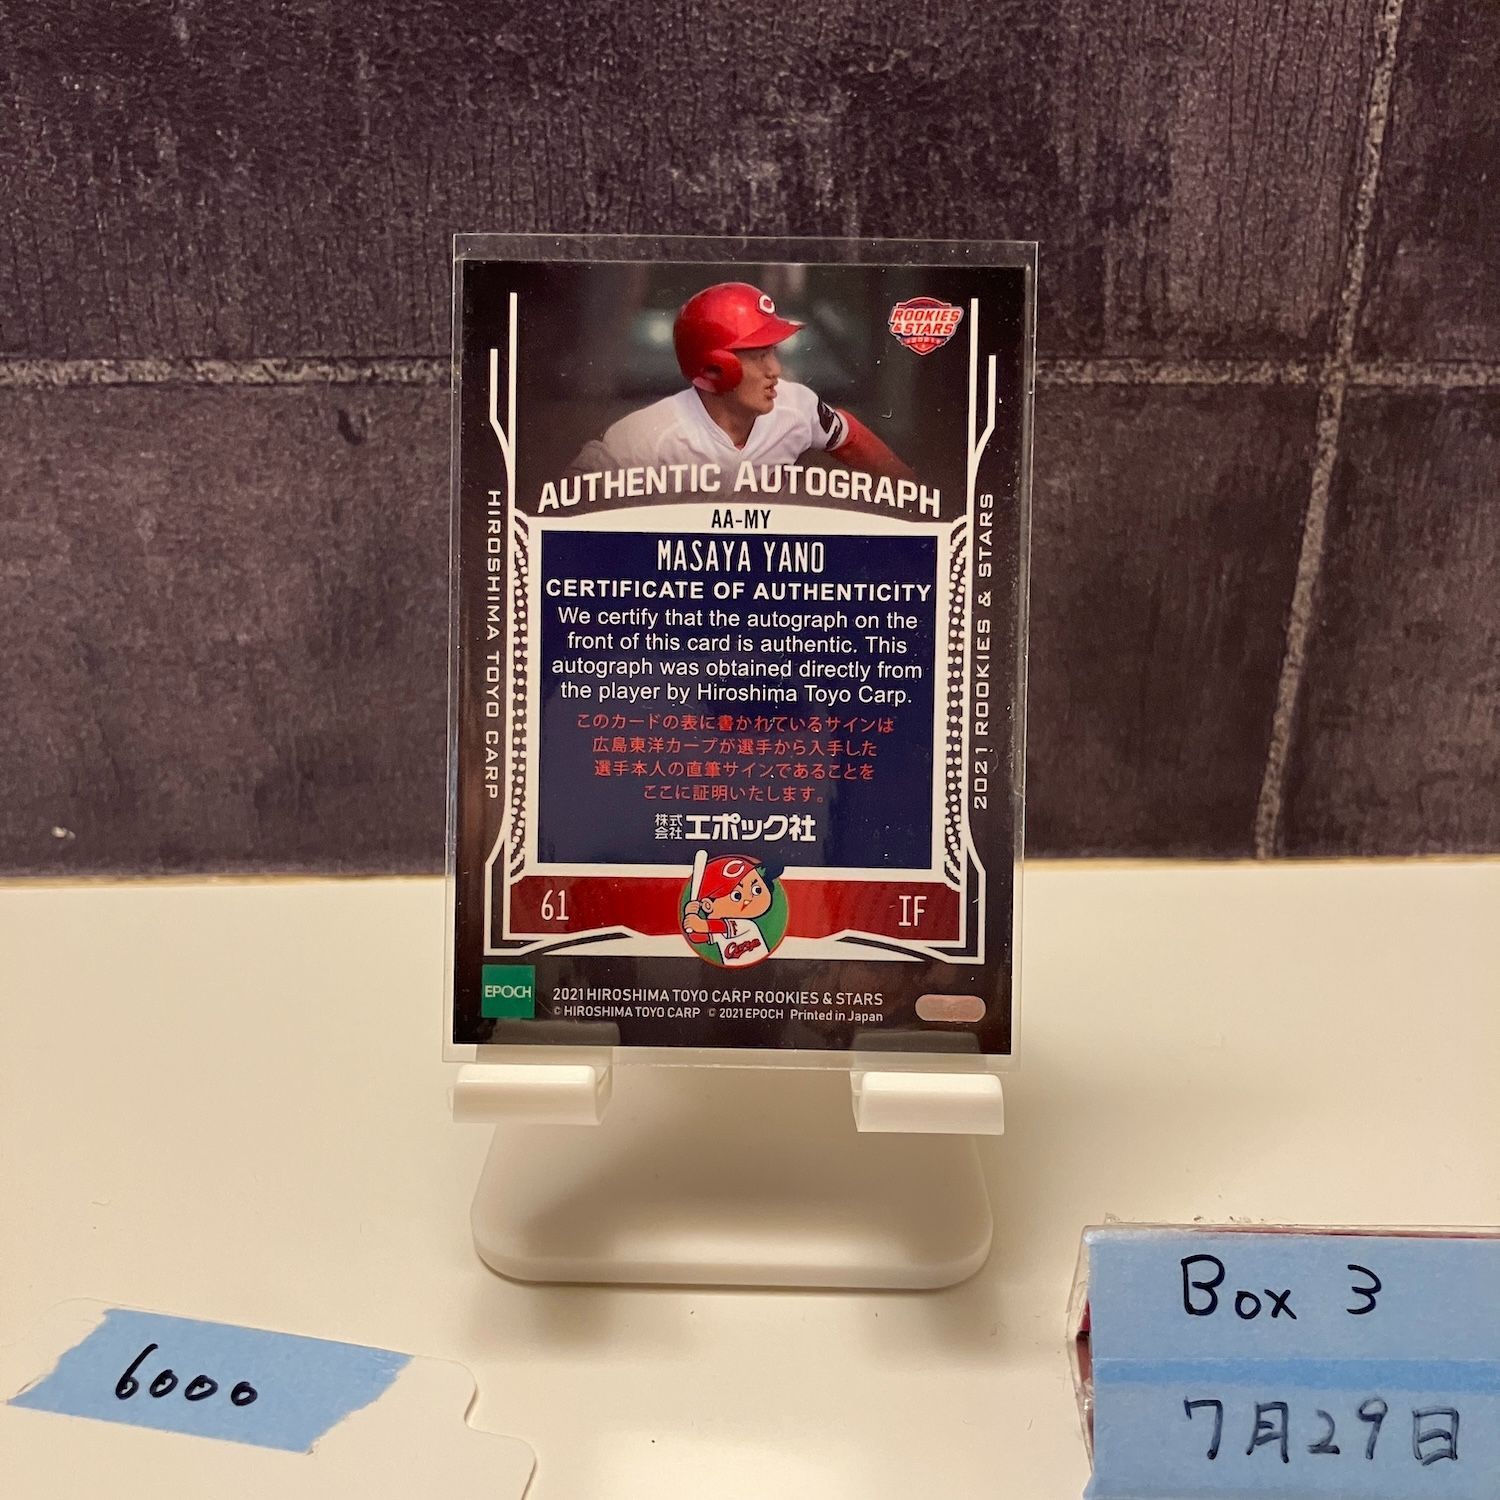 ROOKIES
& STARS
2021
AUTHENTIC AUTOGRAPH
AA-MY
MASAYA YANO
CERTIFICATE OF AUTHENTICITY
We certify that the autograph on the
front of this card is authentic. This
autograph was obtained directly from
the player by Hiroshima Toyo Carp.
このカードの表に書かれているサインは
広島東洋カープが選手から入手した
選手本人の直筆サインであることを
ここに証明いたします。
株式会社エポック社
HIROSHIMA TOYO CARP
2021 ROOKIES & STARS
61
IF
C
Carp
EPOCH
2021 HIROSHIMA TOYO CARP ROOKIES & STARS
© HIROSHIMA TOYO CARP © 2021 EPOCH Printed in Japan
6000
Box 3
7月29日